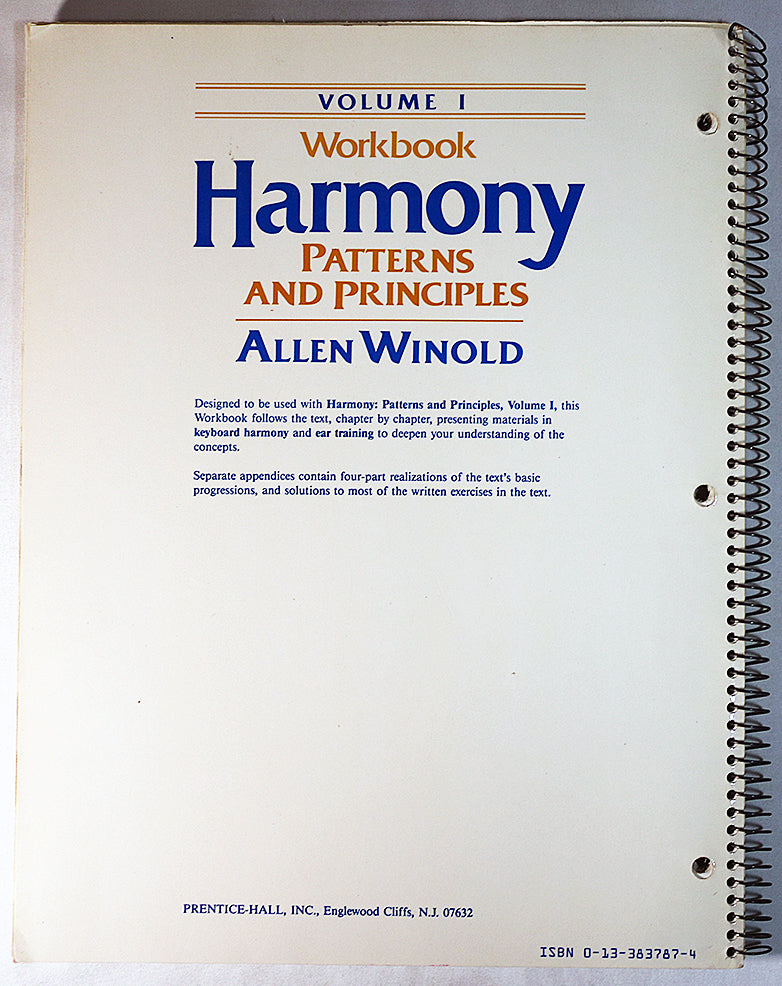 VOLUME I
Workbook
Harmony
PATTERNS
AND PRINCIPLES
ALLEN WINOLD
Designed to be used with Harmony: Patterns and Principles, Volume I, this
Workbook follows the text, chapter by chapter, presenting materials in
keyboard harmony and ear training to deepen your understanding of the
concepts.
Separate appendices contain four-part realizations of the text's basic
progressions, and solutions to most of the written exercises in the text.
PRENTICE-HALL, INC., Englewood Cliffs, N.J. 07632
ISBN 0-13-383787-4